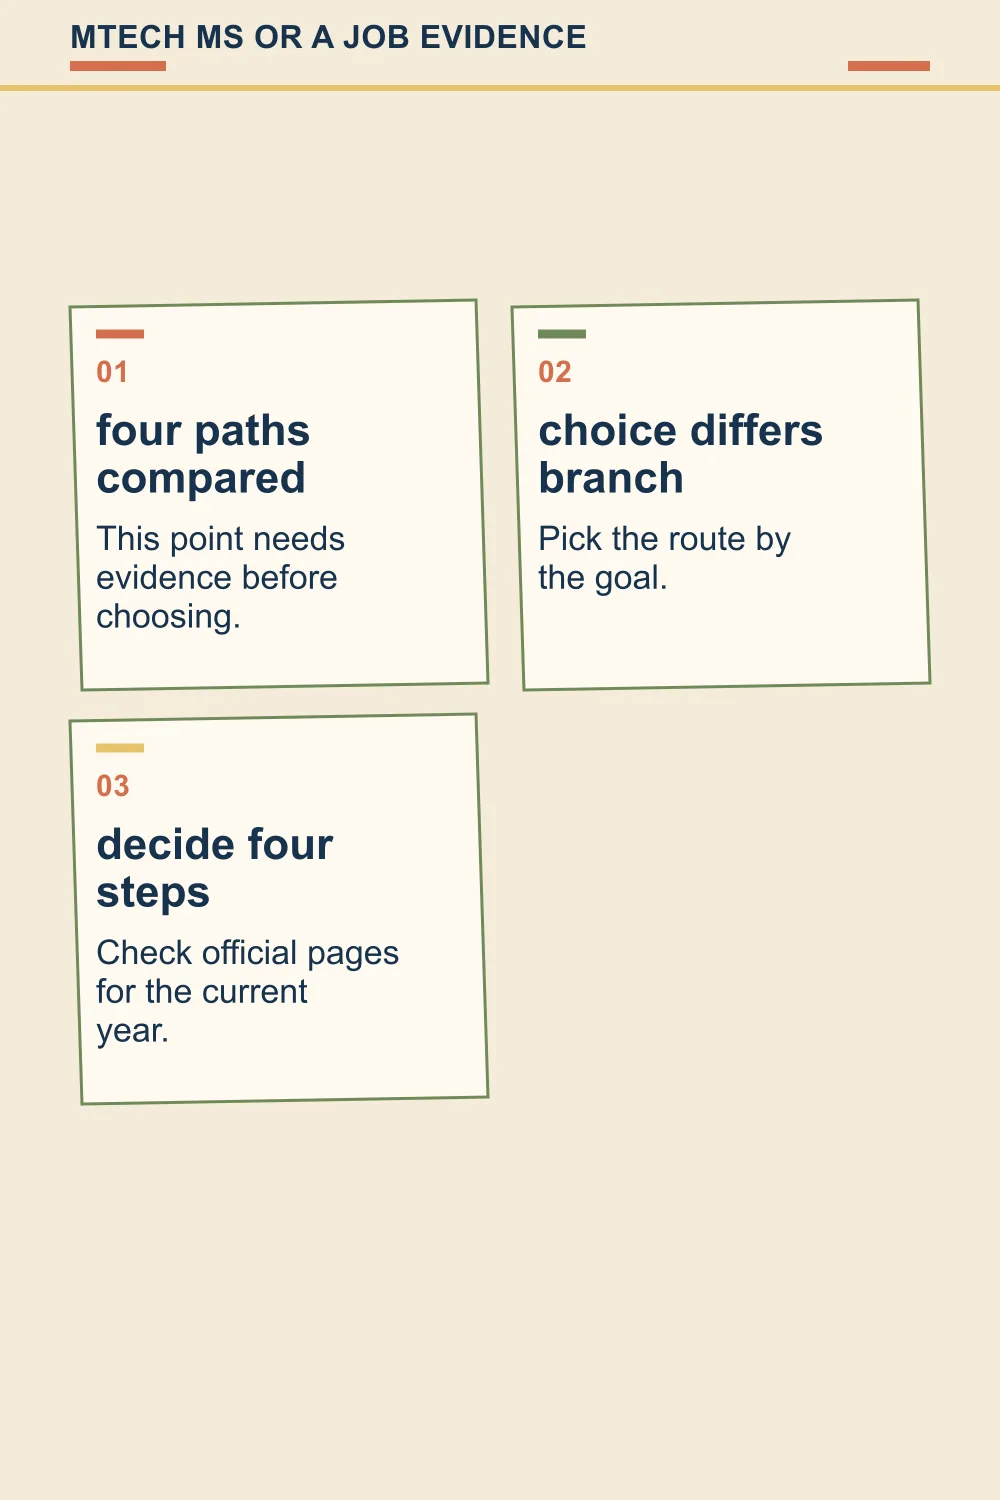 MTECH MS OR A JOB EVIDENCE
01
four paths
compared
This point needs
evidence before
choosing.
02
choice differs
branch
Pick the route by
the goal.
03
decide four
steps
Check official pages
for the current
year.